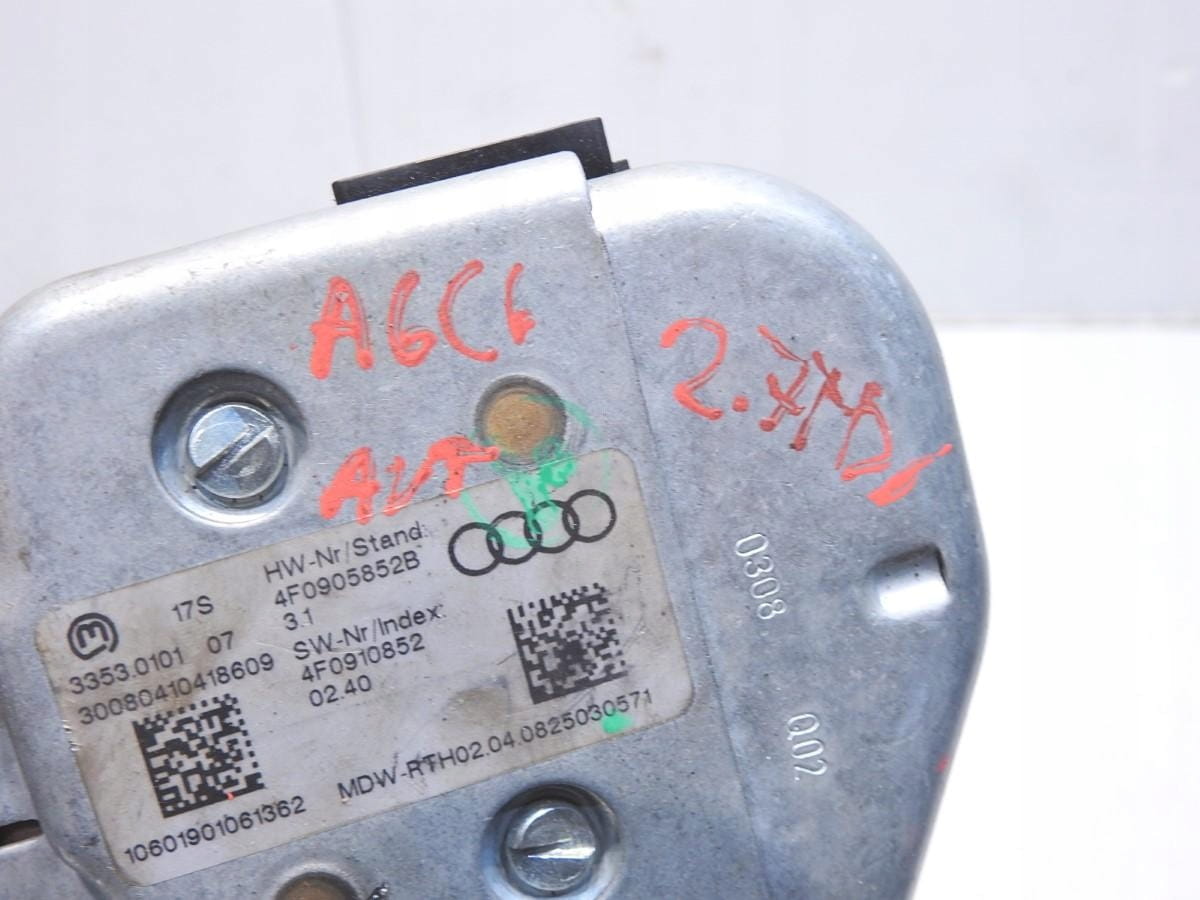 A6C6
2.7TDI
AUT
HW-Nr/Stand:
4F0905852B
3.1
17S
SW-Nr/Index:
4F0910852
02.40
3353.0101 07
30080410418609
MDW-RTH02.04.0825030571
10601901061362
0308
Q02